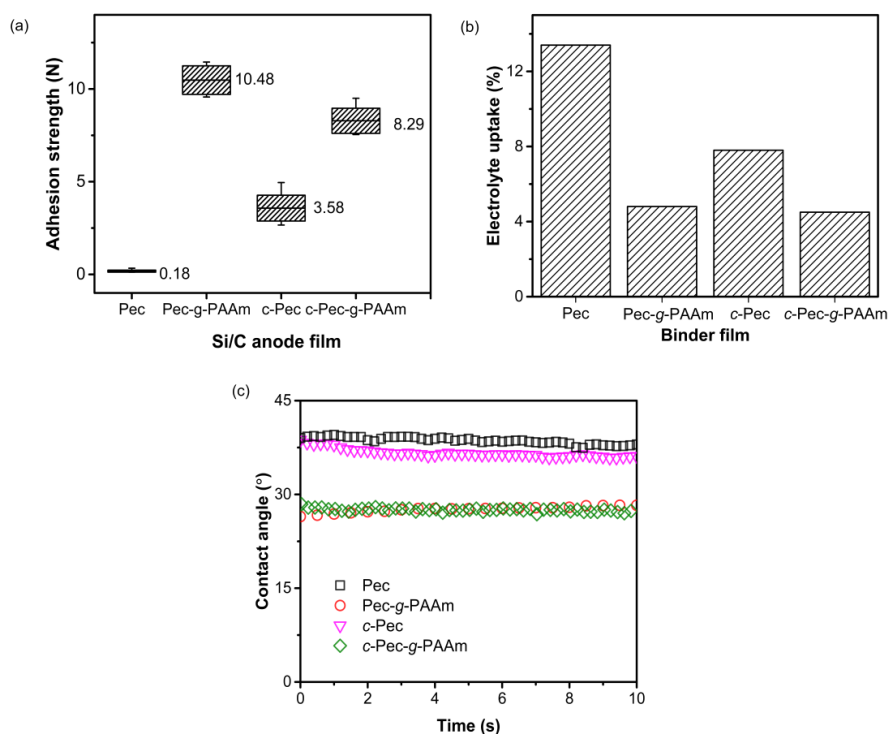 (a)
Adhesion strength (N)
10
5
0
0.18
10.48
3.58
8.29
Pec
Pec-g-PAAm
c-Pec
c-Pec-g-PAAm
Si/C anode film
(b)
Electrolyte uptake (%)
12
8
4
0
Pec
Pec-g-PAAm
c-Pec
c-Pec-g-PAAm
Binder film
(c)
Contact angle (°)
45
30
15
0
Pec
Pec-g-PAAm
c-Pec
c-Pec-g-PAAm
0
2
4
6
8
10
Time (s)